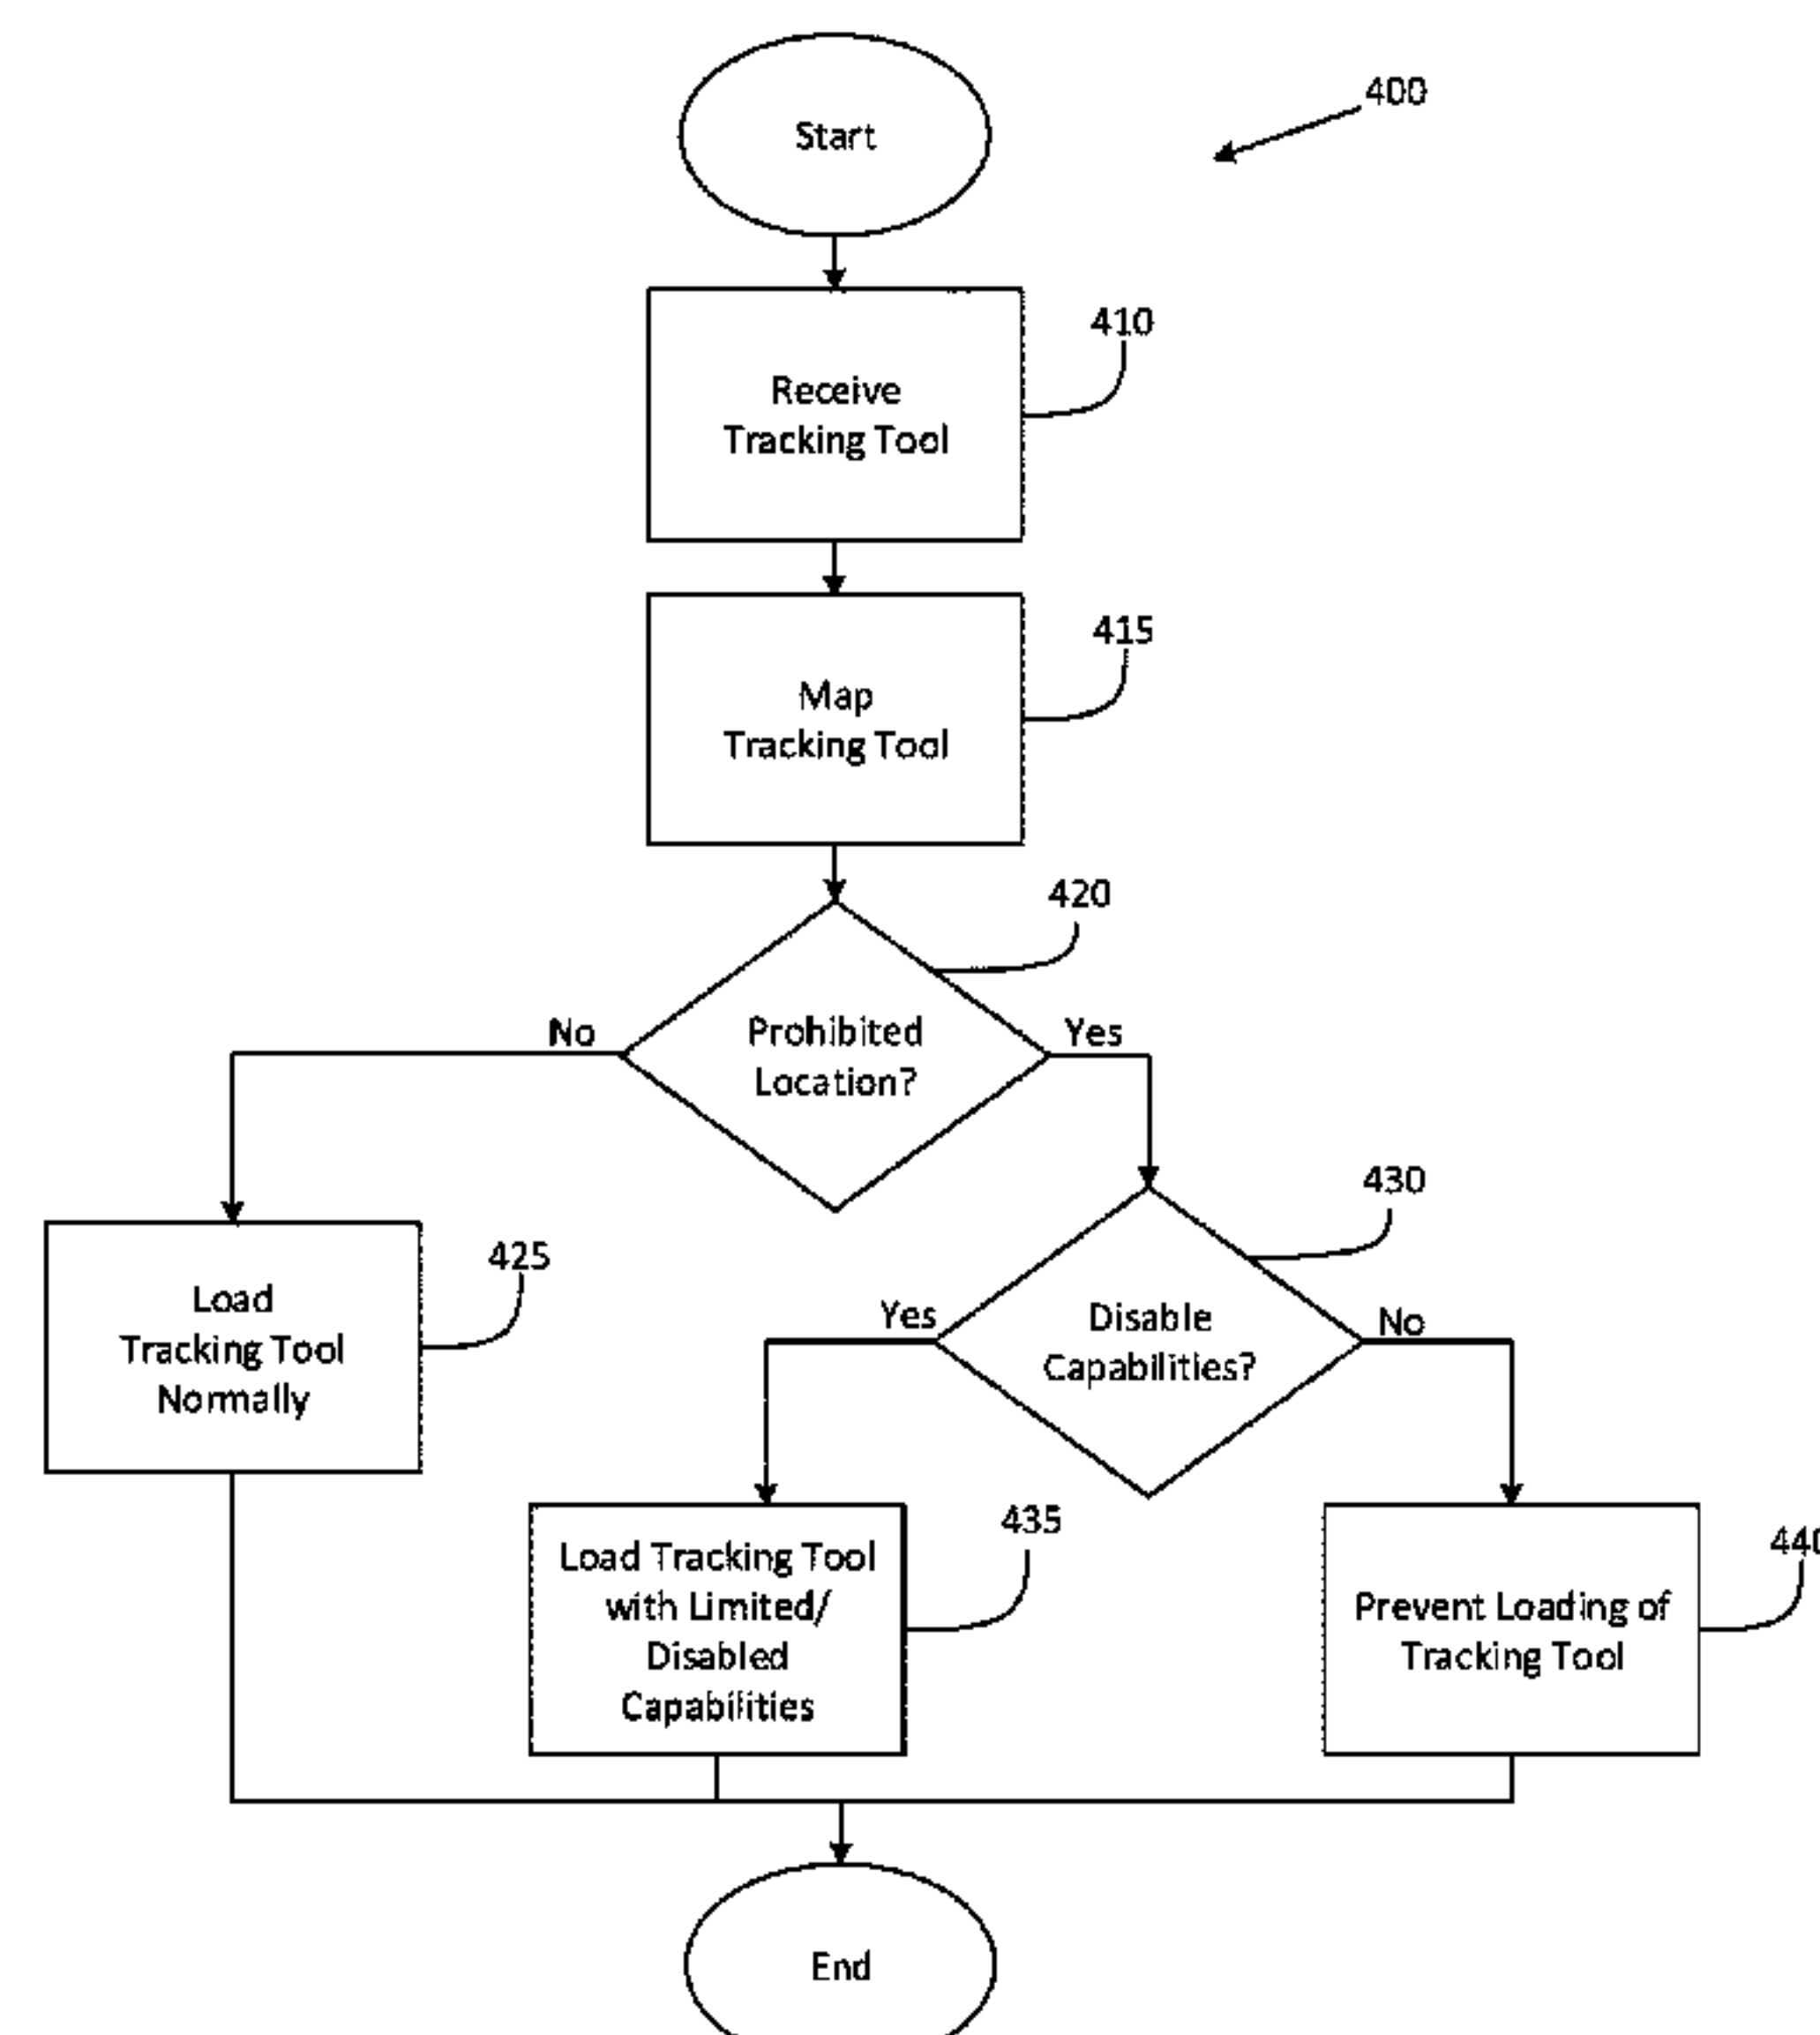 Start
400
Receive
Tracking Tool
410
Map
Tracking Tool
415
420
No
Prohibited
Location?
Yes
430
Load
Tracking Tool
Normally
425
Yes
Disable
Capabilities?
No
Load Tracking Tool
with Limited/
Disabled
Capabilities
435
Prevent Loading of
Tracking Tool
440
End